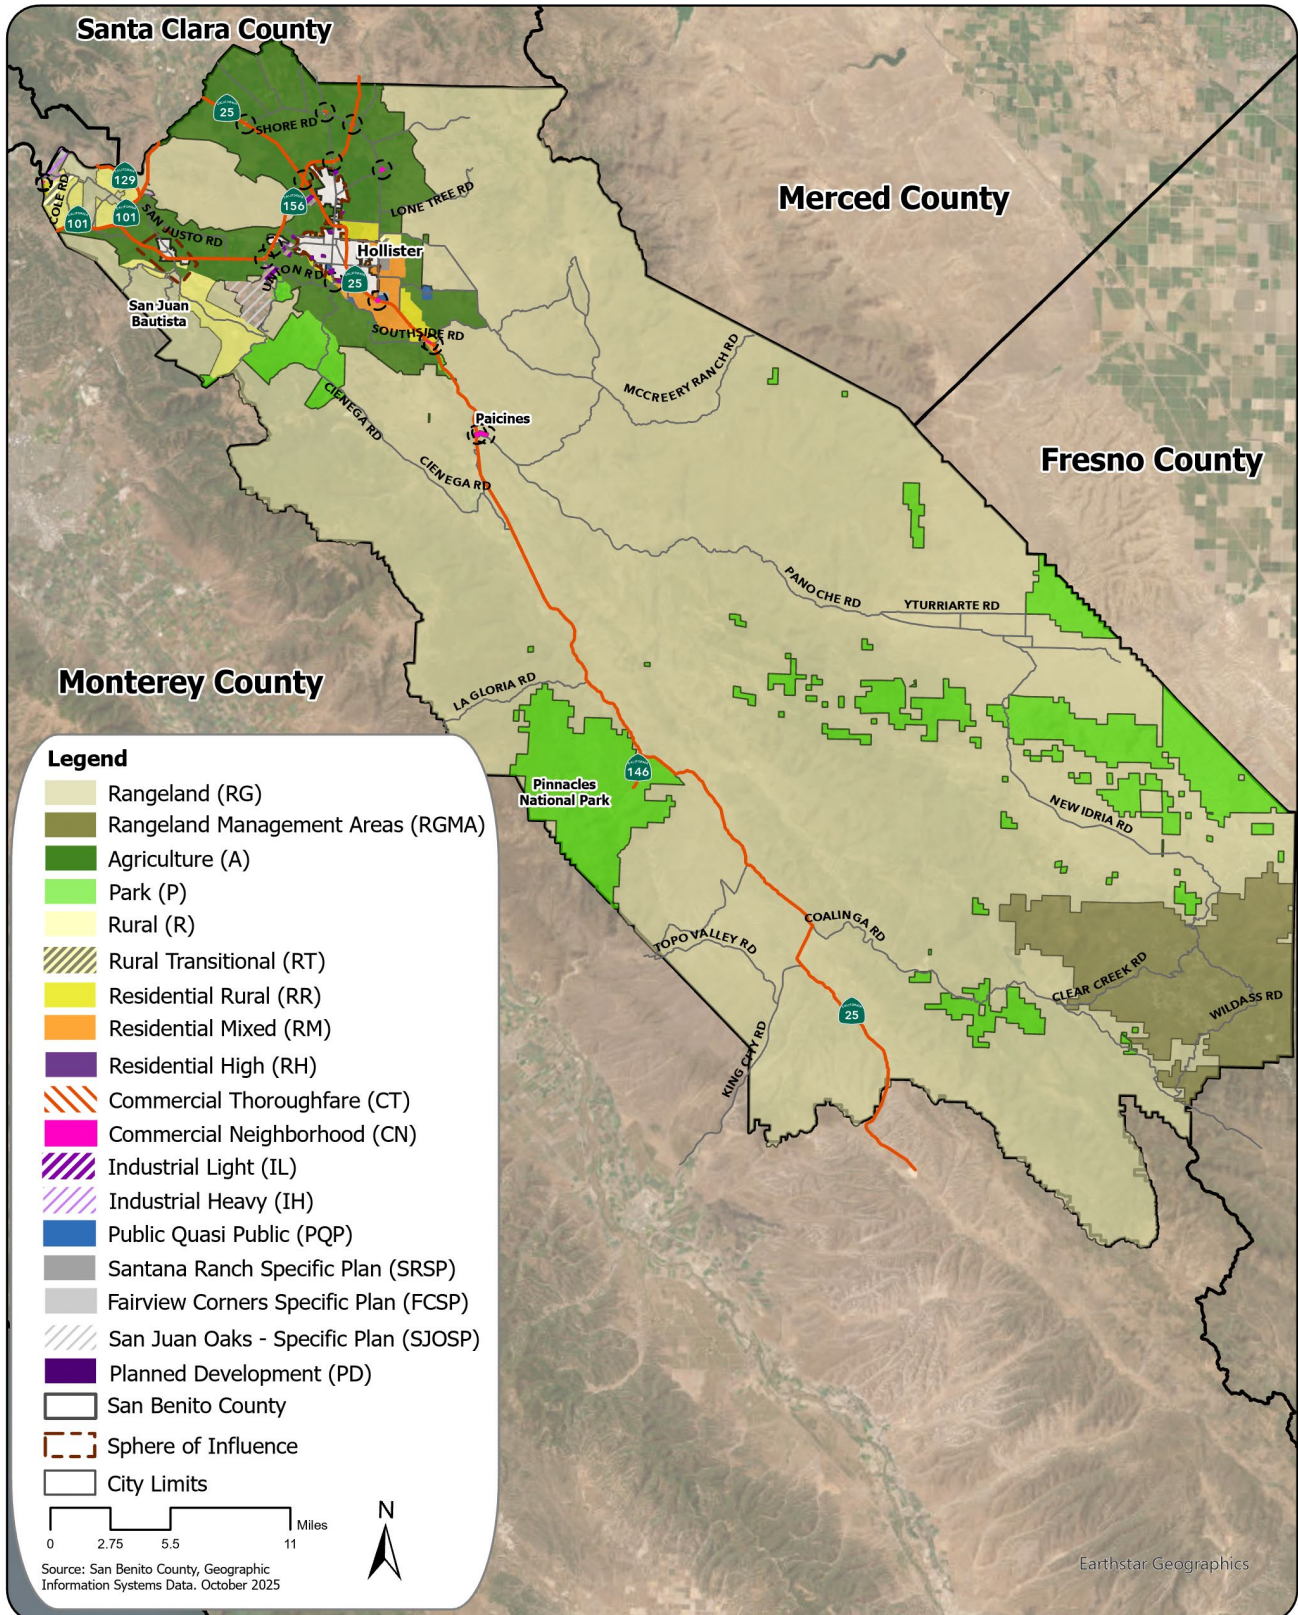 Santa Clara County
25
SHORE RD
129
COLE RD
101
101
SAN JUSTO RD
156
LONE TREE RD
Merced County
Hollister
UNION RD
25
San Juan
Bautista
SOUTHSIDE RD
MCCREERY RANCH RD
CIENEGA RD
Paicines
CIENEGA RD
Fresno County
PANOCHE RD
YTURRIARTE RD
Monterey County
LA GLORIA RD
146
Pinnacles
National Park
NEW IDRIA RD
COALINGA RD
TOPO VALLEY RD
CLEAR CREEK RD
WILDASS RD
25
KING CITY RD
Legend
Rangeland (RG)
Rangeland Management Areas (RGMA)
Agriculture (A)
Park (P)
Rural (R)
Rural Transitional (RT)
Residential Rural (RR)
Residential Mixed (RM)
Residential High (RH)
Commercial Thoroughfare (CT)
Commercial Neighborhood (CN)
Industrial Light (IL)
Industrial Heavy (IH)
Public Quasi Public (PQP)
Santana Ranch Specific Plan (SRSP)
Fairview Corners Specific Plan (FCSP)
San Juan Oaks - Specific Plan (SJOSP)
Planned Development (PD)
San Benito County
Sphere of Influence
City Limits
Miles
0 2.75 5.5 11
N
Source: San Benito County, Geographic
Information Systems Data. October 2025
Earthstar Geographics